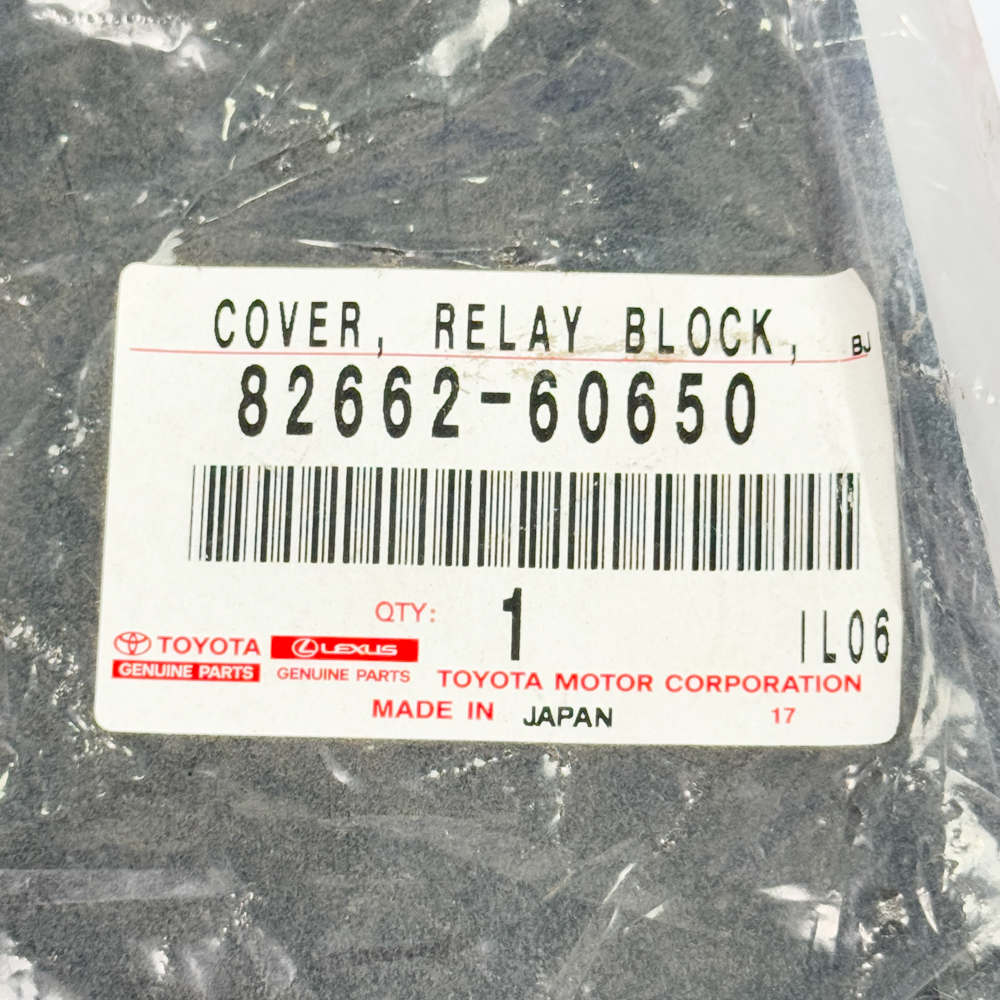 COVER, RELAY BLOCK, BJ
82662-60650
QTY: 1 IL06
TOYOTA LEXUS
GENUINE PARTS GENUINE PARTS TOYOTA MOTOR CORPORATION
MADE IN JAPAN 17